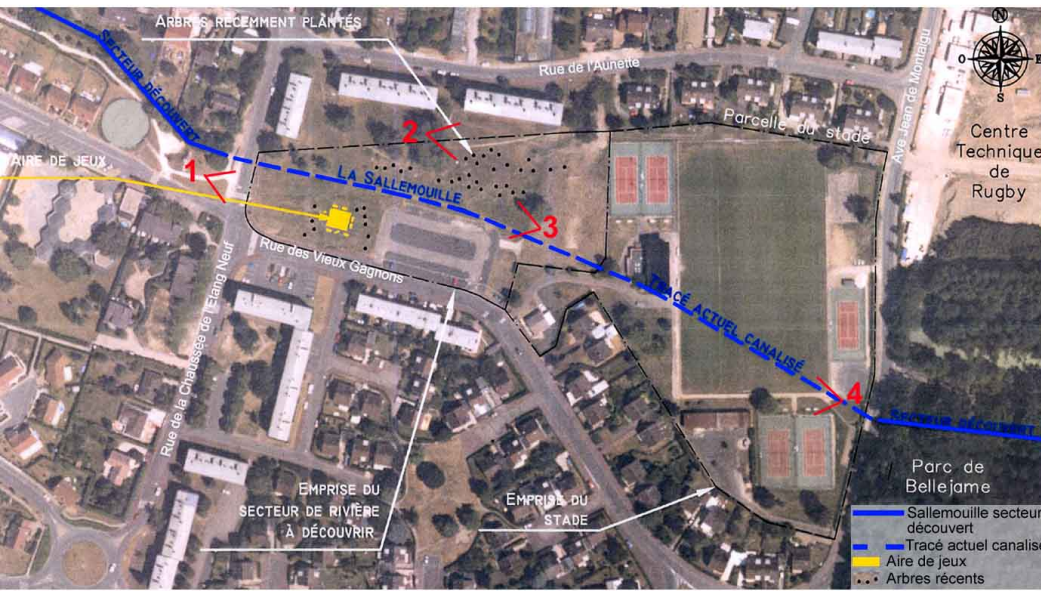 ARBRES RÉCEMMENT PLANTÉS
SECTEUR DÉCOUVERT
Rue de l'Aunette
Ave Jean de Montaigu
N
O
E
S
Parcelle du stade
Centre
Technique
de
Rugby
AIRE DE JEUX
1
2
3
LA SALLEMOUILLE
Rue des Vieux Gagnons
Rue de la Chaussée de l'Etang Neuf
TRACÉ ACTUEL CANALISÉ
4
SECTEUR DÉCOUVERT
EMPRISE DU
SECTEUR DE RIVIÈRE
À DÉCOUVRIR
EMPRISE DU
STADE
Parc de
Bellejame
Sallemouille secteur
découvert
Tracé actuel canalisé
Aire de jeux
Arbres récents